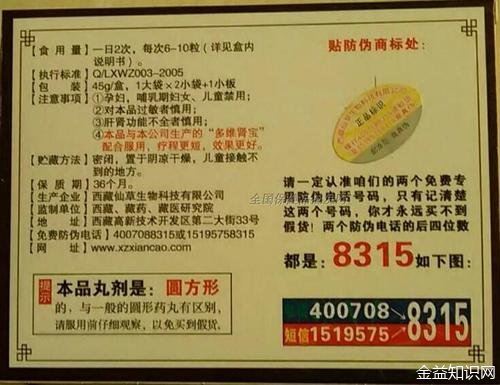 【食 用 量】 一日2次，每次6-10粒（详见盒内
说明书）。
【执行标准】 Q/LXWZ003-2005
【包 装】 45g/盒，1大袋×2小袋+1小板
【注意事项】 ①孕妇，哺乳期妇女、儿童禁用；
②对本品过敏者慎用；
③肝肾功能不全者慎用；
④本品与本公司生产的“多维肾宝”
配合服用，疗程更短，效果更好。
【贮藏方法】 密闭，置于阴凉干燥，儿童接触不
到的地方。
【保 质 期】 36个月。
【生产企业】 西藏仙草生物科技有限公司
【监制单位】 西藏、藏药、藏医研究院
【地 址】 西藏高新技术开发区第二大街33号
【免费防伪电话】 4007088315或15195758315
【网 址】 www.xzxiancao.com
提示
本品丸剂是：圆方形
的，与一般的圆形药丸有区别，
请服用前仔细观察，以免买到假货。
贴防伪商标处：
正品标识
请一定认准咱们的两个免费专
用防伪电话号码，只有记清楚
这两个号码，你才永远买不到
假货！两个防伪电话的后四位数
都是：8315如下图：
400708
短信1519575
8315
金益知识网